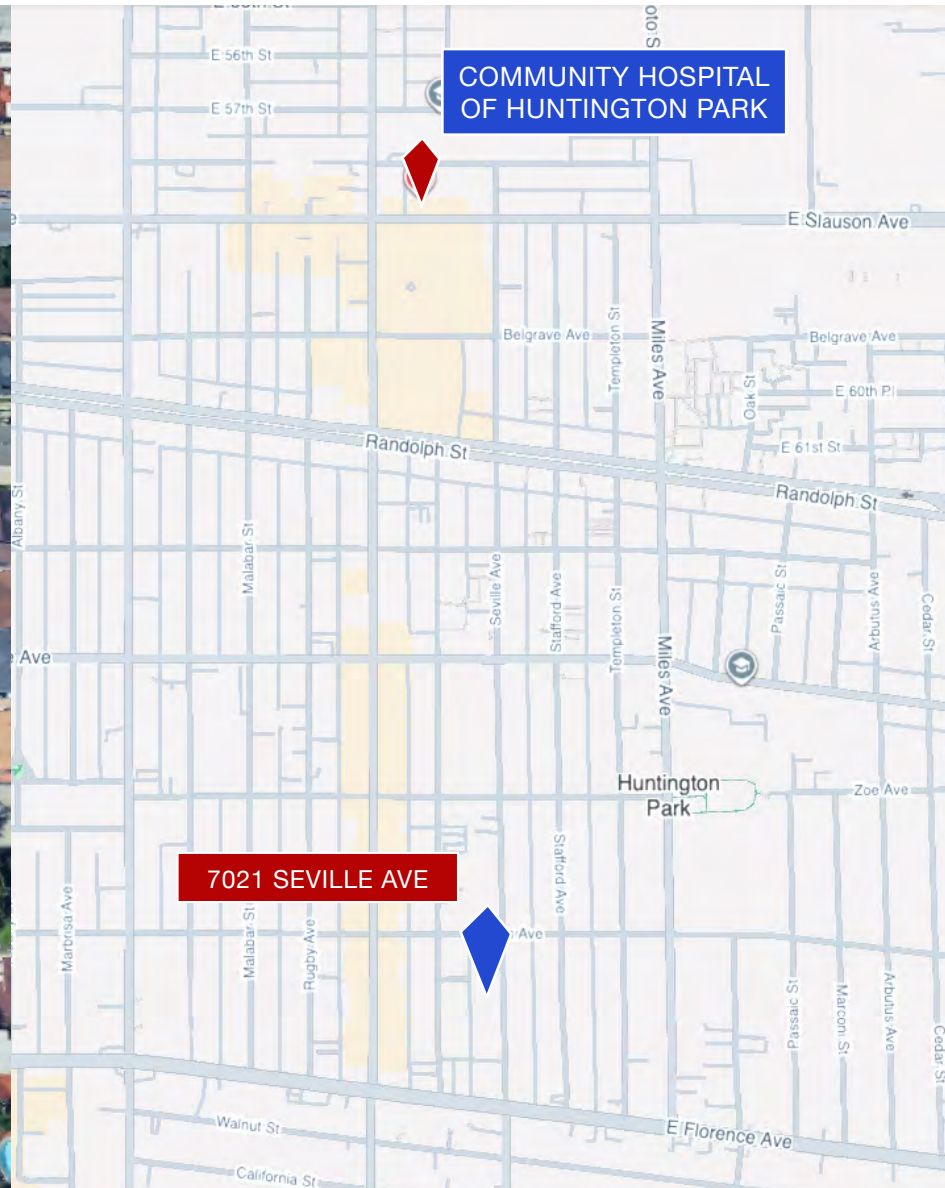 E 56th St
COMMUNITY HOSPITAL
OF HUNTINGTON PARK
E 57th St
E Slauson Ave
Belgrave Ave
Templeton St
Miles Ave
Belgrave Ave
Oak St
E 60th Pl
E 61st St
Randolph St
Randolph St
Albany St
Malabar St
Seville Ave
Stafford Ave
Templeton St
Passaic St
Arbutus Ave
Cedar St
Ave
Miles Ave
Huntington
Park
Zoe Ave
7021 SEVILLE AVE
Stafford Ave
Marbrisa Ave
Malabar St
Rugby Ave
Ave
Passaic St
Marconi St
Arbutus Ave
Cedar St
E Florence Ave
Walnut St
California St